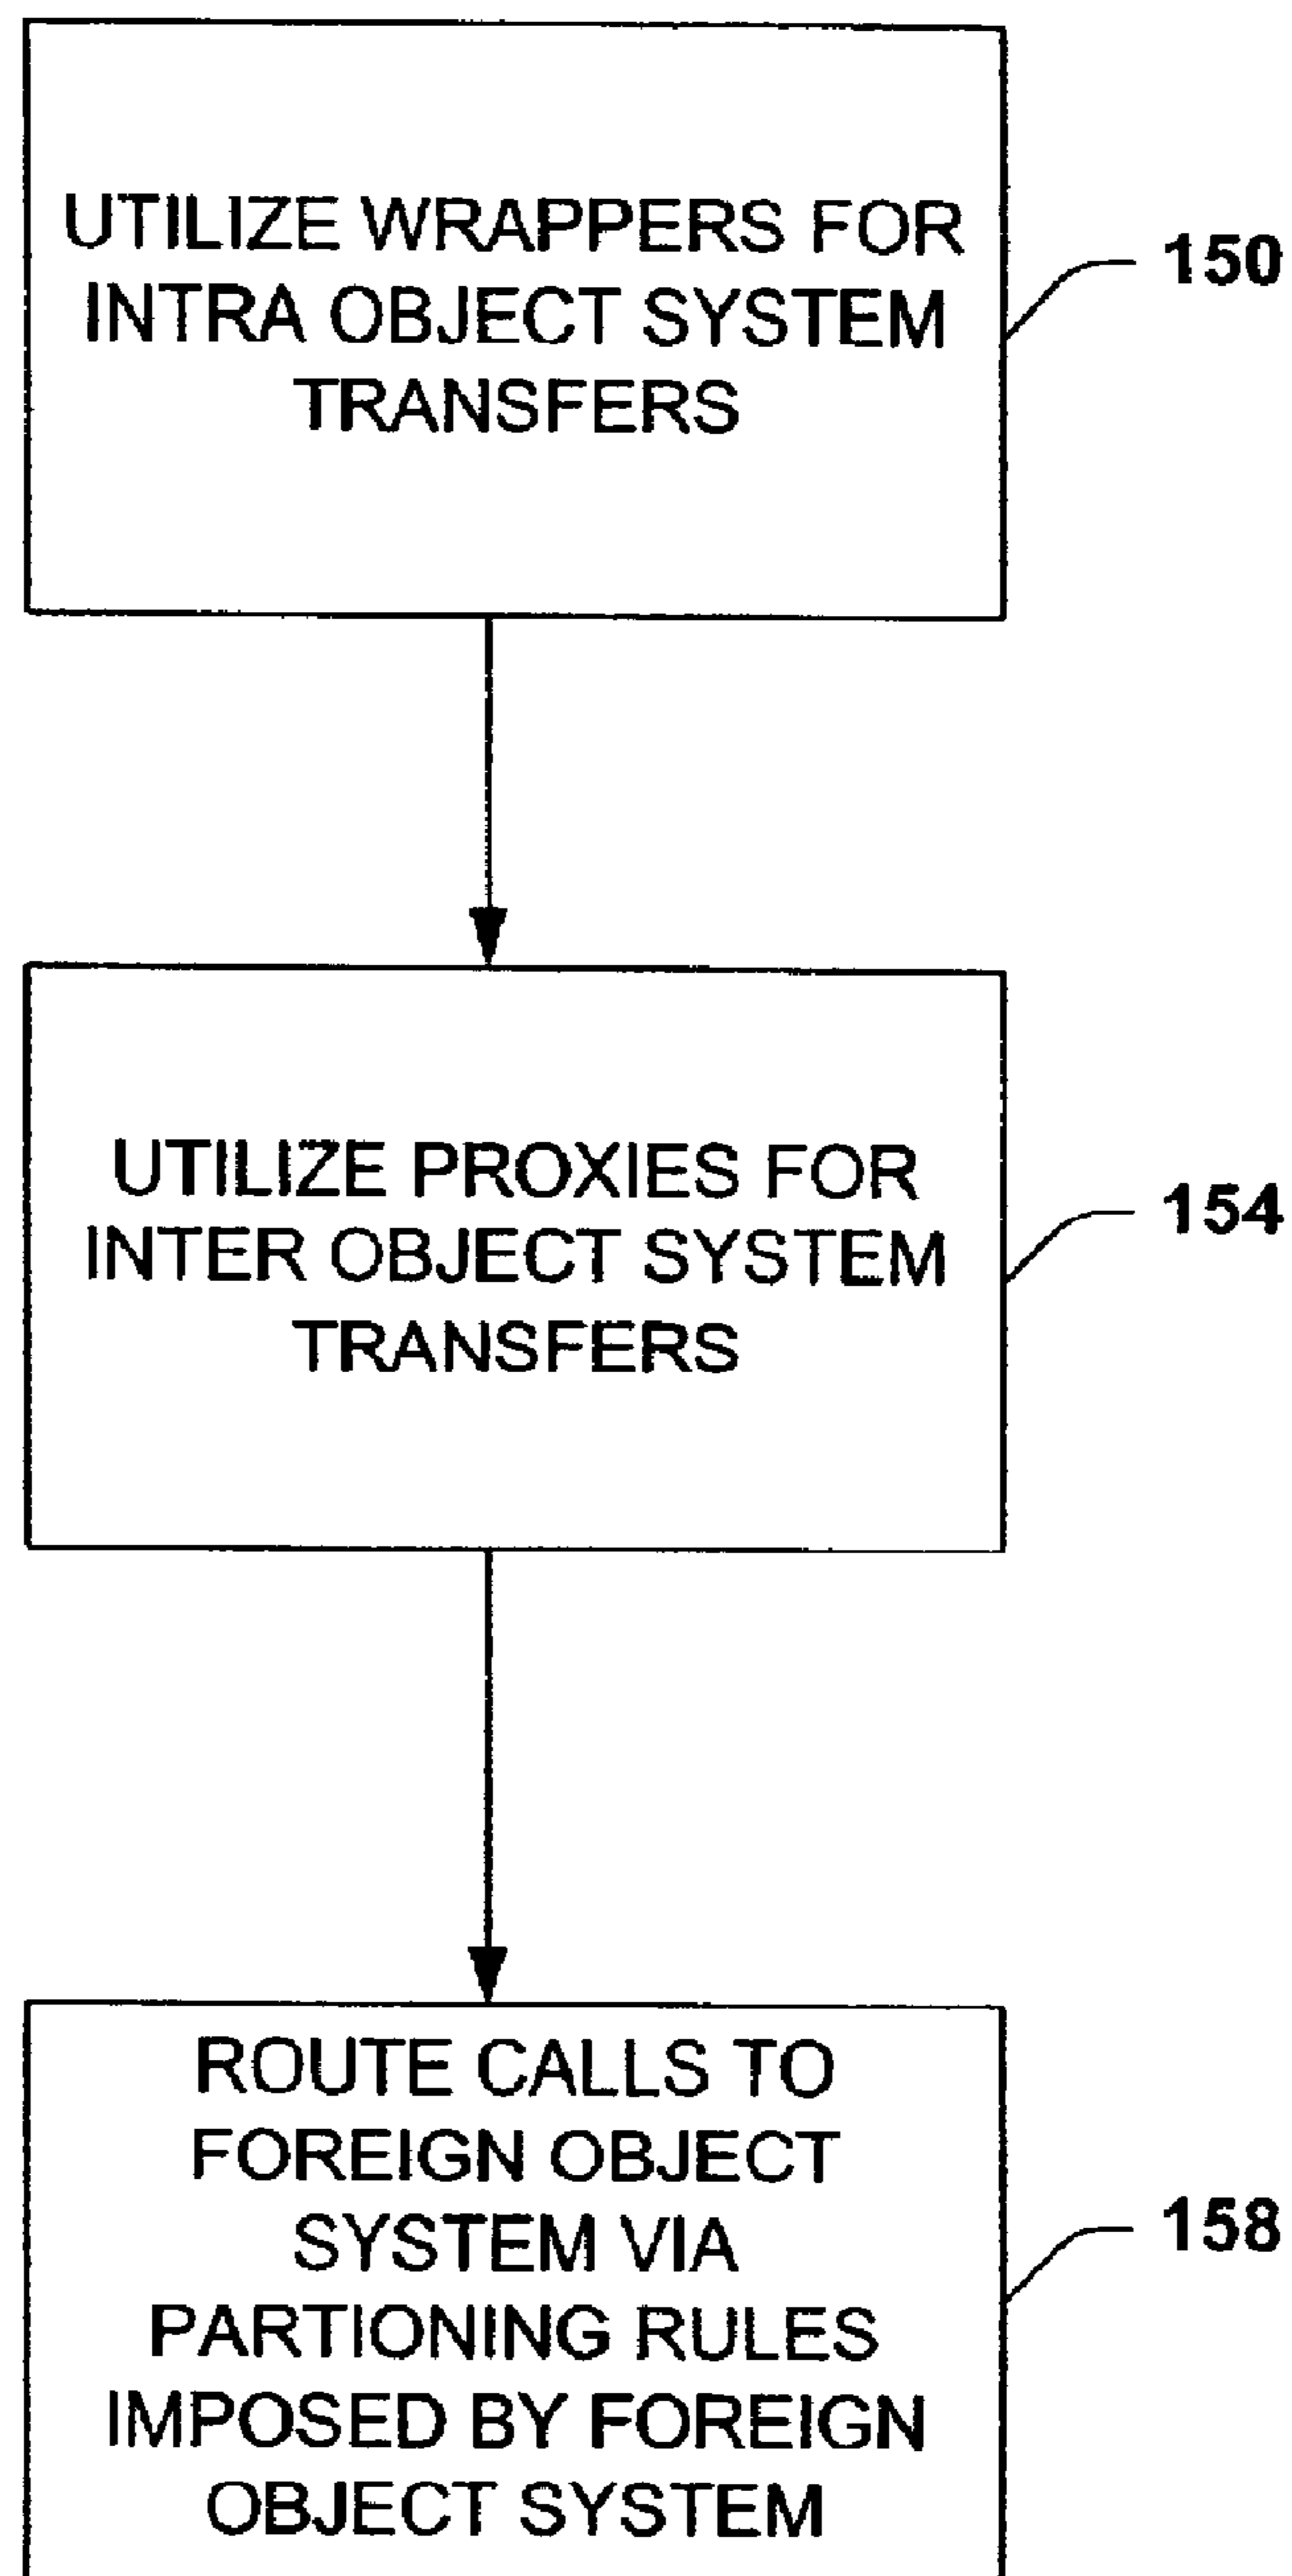 UTILIZE WRAPPERS FOR
INTRA OBJECT SYSTEM
TRANSFERS
150
UTILIZE PROXIES FOR
INTER OBJECT SYSTEM
TRANSFERS
154
ROUTE CALLS TO
FOREIGN OBJECT
SYSTEM VIA
PARTIONING RULES
IMPOSED BY FOREIGN
OBJECT SYSTEM
158